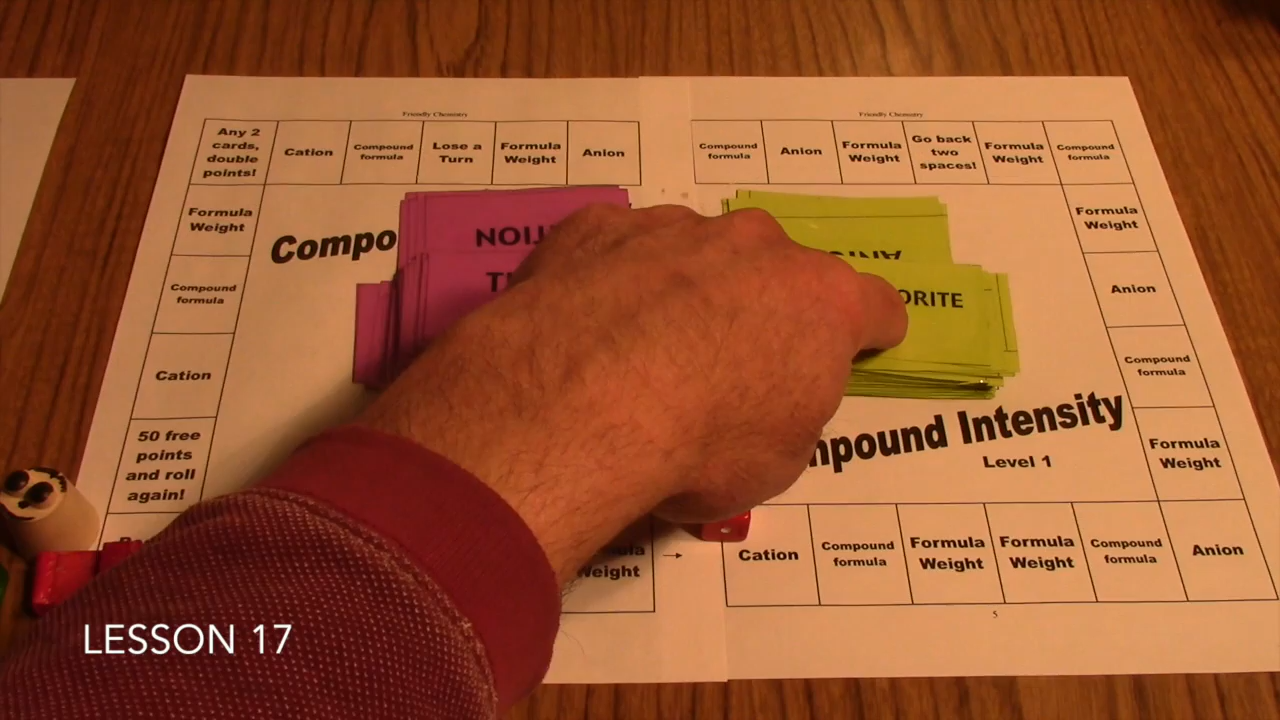 Friendly Chemistry
Friendly Chemistry
Any 2
cards,
double
points!
Cation
Compound
formula
Lose a
Turn
Formula
Weight
Anion
Compound
formula
Anion
Formula
Weight
Go back
two
spaces!
Formula
Weight
Compound
formula
Formula
Weight
Compo
Formula
Weight
Compound
formula
ORITE
Anion
Cation
Compound
formula
50 free
points
and roll
again!
mpound Intensity
Level 1
Formula
Weight
Weight
Cation
Compound
formula
Formula
Weight
Formula
Weight
Compound
formula
Anion
5
LESSON 17